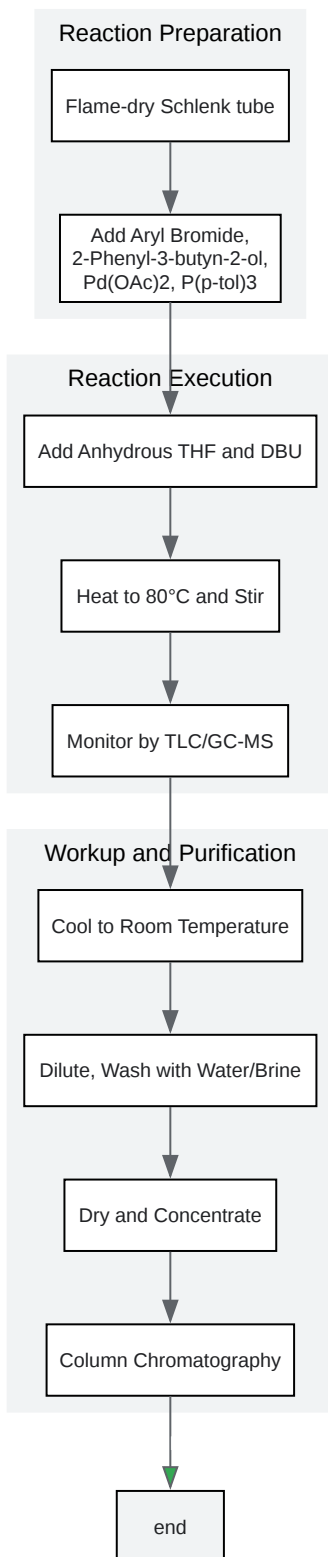 Reaction Preparation
Flame-dry Schlenk tube
Add Aryl Bromide,
2-Phenyl-3-butyn-2-ol,
Pd(OAc)2, P(p-tol)3
Reaction Execution
Add Anhydrous THF and DBU
Heat to 80°C and Stir
Monitor by TLC/GC-MS
Workup and Purification
Cool to Room Temperature
Dilute, Wash with Water/Brine
Dry and Concentrate
Column Chromatography
end